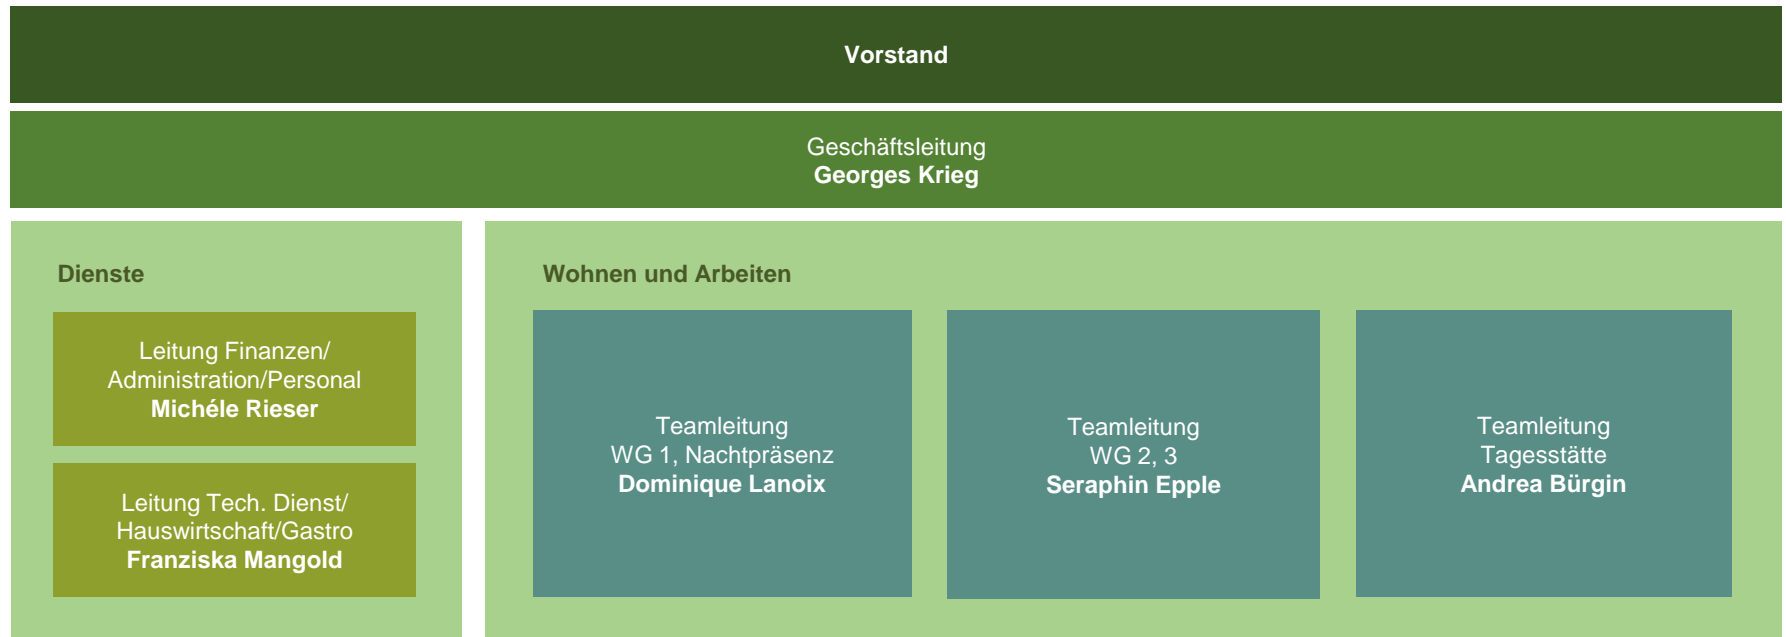 Vorstand
Geschäftsleitung
Georges Krieg
Dienste
Leitung Finanzen/
Administration/Personal
Michéle Rieser
Leitung Tech. Dienst/
Hauswirtschaft/Gastro
Franziska Mangold
Wohnen und Arbeiten
Teamleitung
WG 1, Nachtpräsenz
Dominique Lanoix
Teamleitung
WG 2, 3
Seraphin Epple
Teamleitung
Tagesstätte
Andrea Bürgin